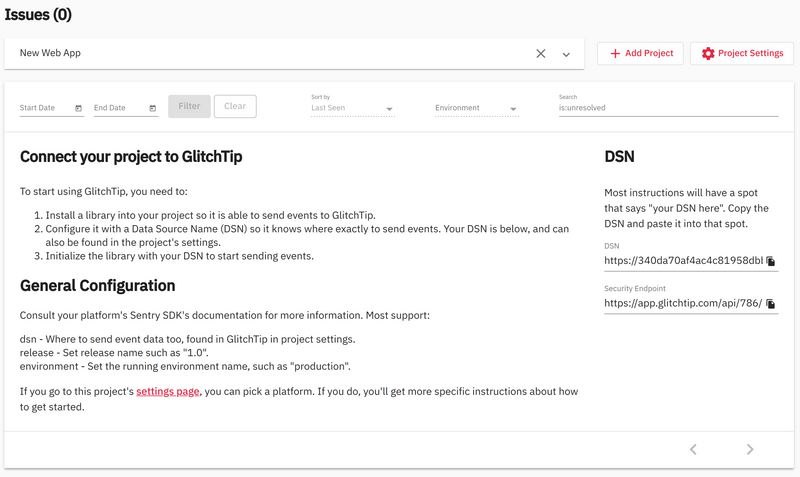 Issues (0)
New Web App
Add Project
Project Settings
Start Date
End Date
Filter
Clear
Sort by
Last Seen
Environment
Search
is:unresolved
Connect your project to GlitchTip
To start using GlitchTip, you need to:
1. Install a library into your project so it is able to send events to GlitchTip.
2. Configure it with a Data Source Name (DSN) so it knows where exactly to send events. Your DSN is below, and can
also be found in the project's settings.
3. Initialize the library with your DSN to start sending events.
General Configuration
Consult your platform's Sentry SDK's documentation for more information. Most support:
dsn - Where to send event data too, found in GlitchTip in project settings.
release - Set release name such as "1.0".
environment - Set the running environment name, such as "production".
If you go to this project's settings page, you can pick a platform. If you do, you'll get more specific instructions about how
to get started.
DSN
Most instructions will have a spot
that says "your DSN here". Copy the
DSN and paste it into that spot.
DSN
https://340da70af4ac4c81958dbl
Security Endpoint
https://app.glitchtip.com/api/786/